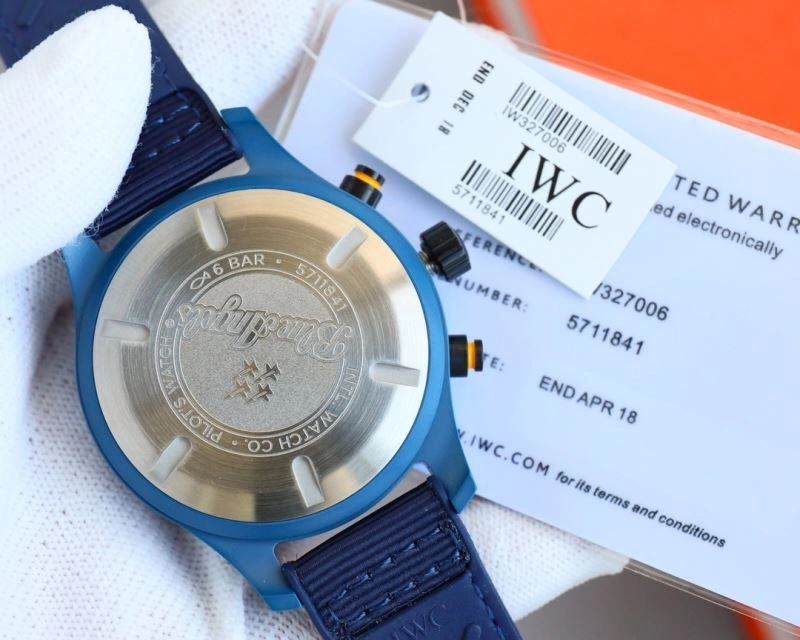 END DEC 18
IW327006
IWC
5711841
TED WARR
ed electronically
327006
NUMBER:
5711841
TE:
END APR 18
.IWC.COM for its terms and conditions
6 BAR • 5711841
INTL. WATCH CO. • PILOT'S WATCH
Blue Angels
IWC